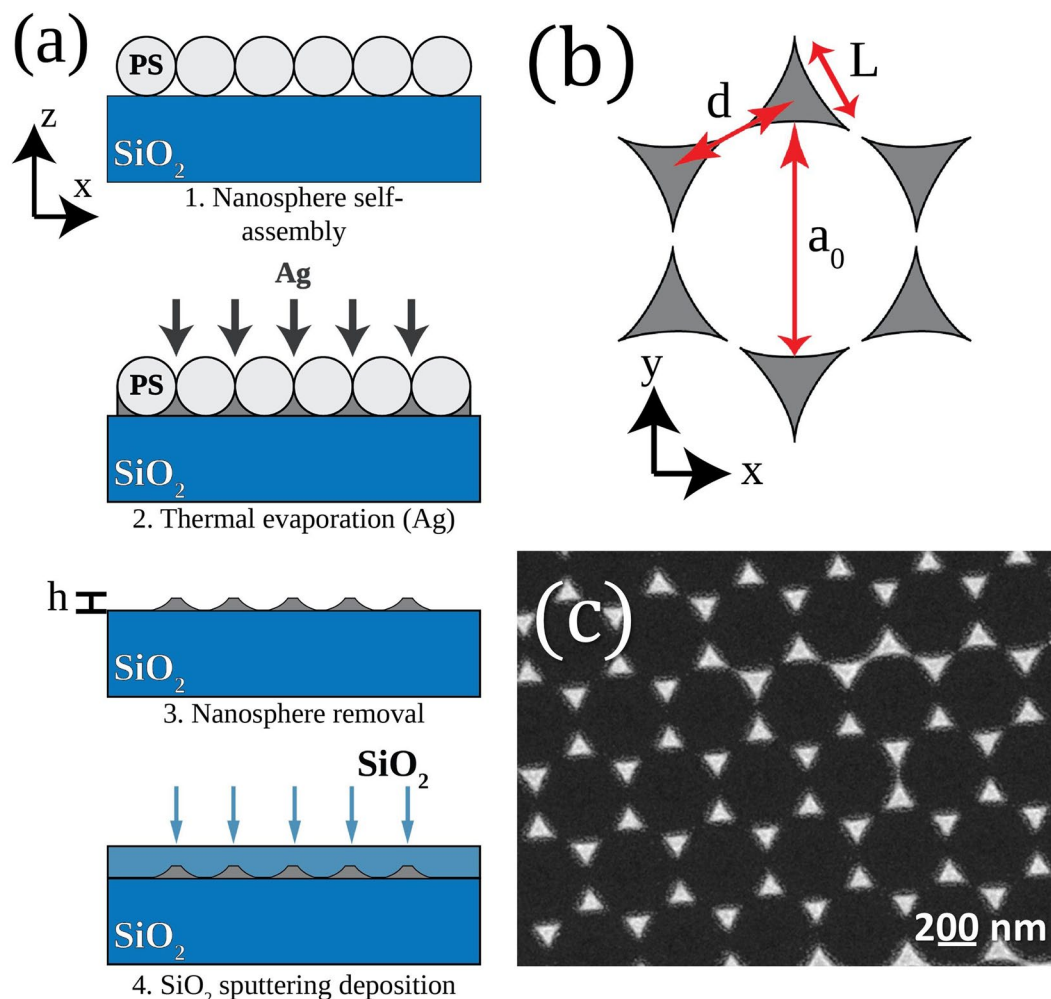 (a)
PS
SiO2
z
x
1. Nanosphere self-
assembly
Ag
PS
SiO2
2. Thermal evaporation (Ag)
h
SiO2
3. Nanosphere removal
SiO2
SiO2
4. SiO2 sputtering deposition
(b)
L
d
a0
y
x
(c)
200 nm